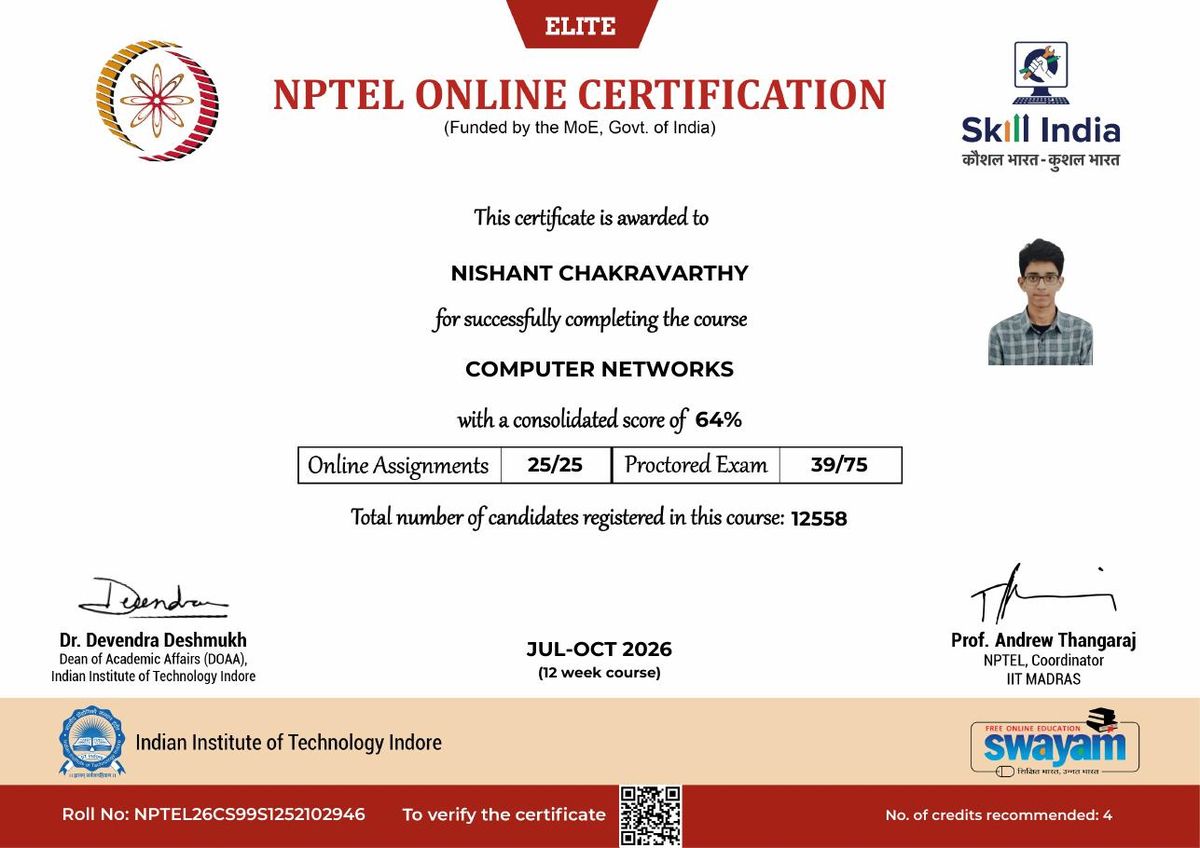 ELITE
NPTEL ONLINE CERTIFICATION
(Funded by the MoE, Govt. of India)
Skill India
कौशल भारत - कुशल भारत
This certificate is awarded to
NISHANT CHAKRAVARTHY
for successfully completing the course
COMPUTER NETWORKS
with a consolidated score of 64%
Online Assignments 25/25 Proctored Exam 39/75
Total number of candidates registered in this course: 12558
Devendra
Dr. Devendra Deshmukh
Dean of Academic Affairs (DOAA),
Indian Institute of Technology Indore
JUL-OCT 2026
(12 week course)
Prof. Andrew Thangaraj
NPTEL, Coordinator
IIT MADRAS
Indian Institute of Technology Indore
FREE ONLINE EDUCATION
swayam
शिक्षित भारत, उन्नत भारत
Roll No: NPTEL26CS99S1252102946
To verify the certificate
No. of credits recommended: 4